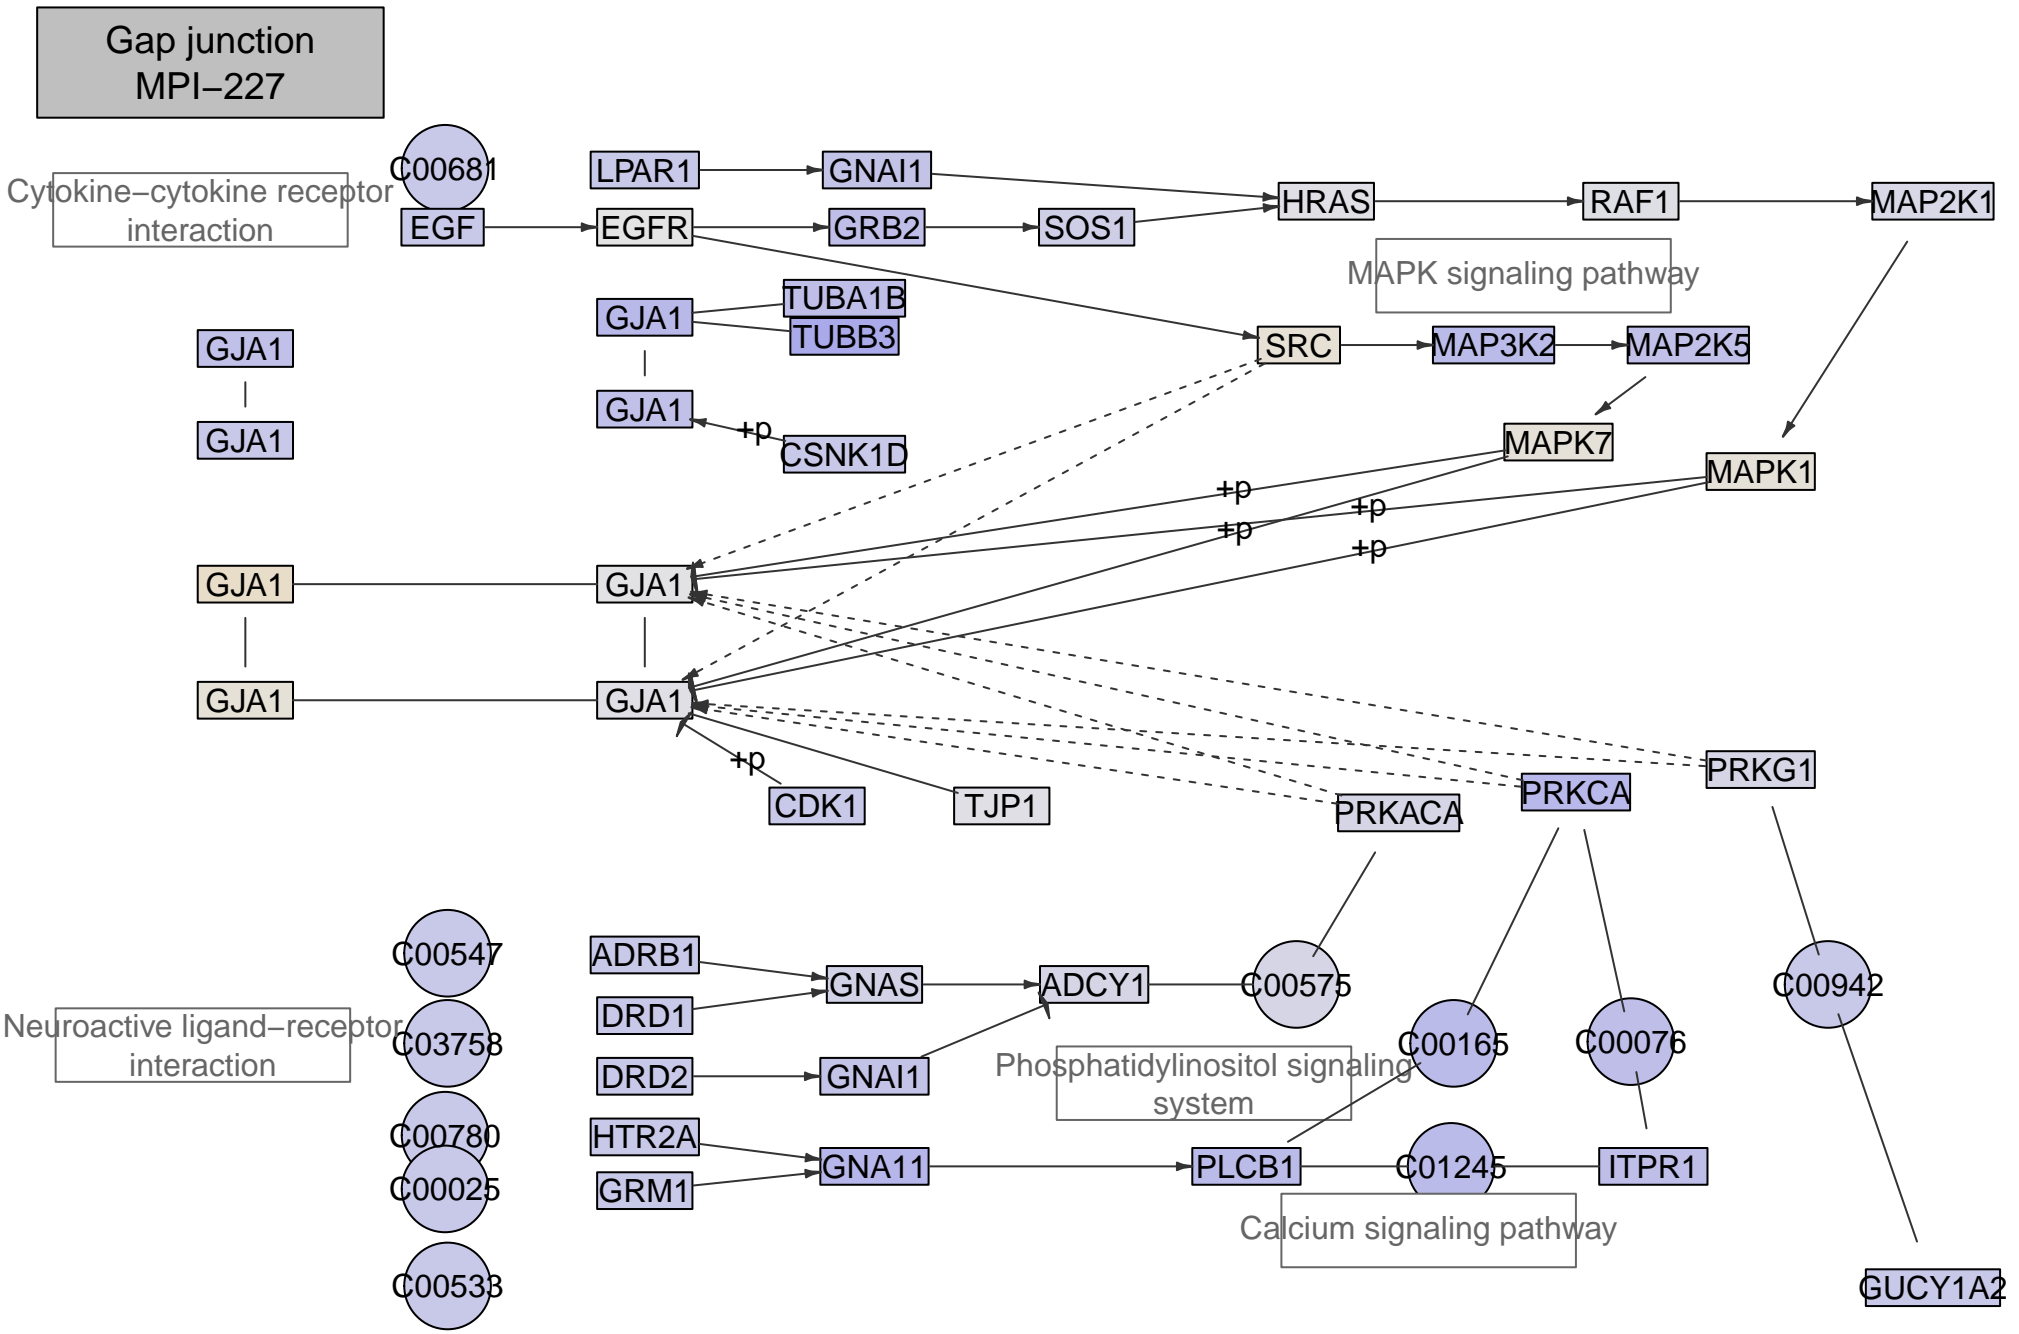 Gap junction
MPI−227
C00681
Cytokine−cytokine receptor
interaction
LPAR1
GNAI1
HRAS
RAF1
MAP2K1
EGF
EGFR
GRB2
SOS1
MAPK signaling pathway
GJA1
TUBA1B
TUBB3
GJA1
SRC
MAP3K2
MAP2K5
GJA1
+p
CSNK1D
GJA1
MAPK7
MAPK1
+p
+p
+p
+p
GJA1
GJA1
GJA1
GJA1
+p
CDK1
TJP1
PRKACA
PRKCA
PRKG1
C00547
ADRB1
GNAS
ADCY1
C00575
C00942
DRD1
Neuroactive ligand−receptor
interaction
C03758
C00165
C00076
DRD2
GNAI1
Phosphatidylinositol signaling
system
C00780
HTR2A
GNA11
PLCB1
C01245
ITPR1
C00025
GRM1
Calcium signaling pathway
C00533
GUCY1A2